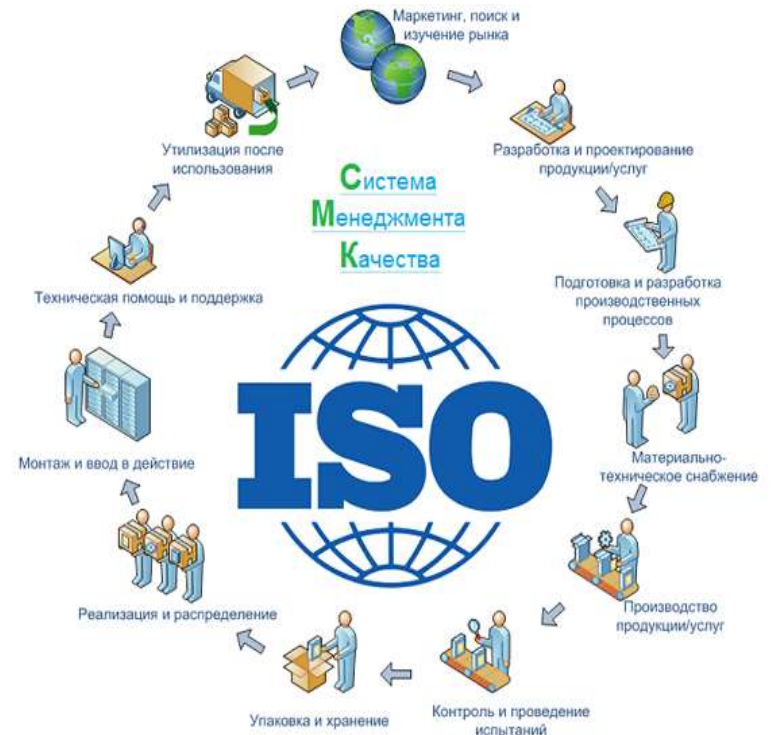 Маркетинг, поиск и
изучение рынка
Разработка и проектирование
продукции/услуг
Подготовка и разработка
производственных
процессов
Материально-
техническое снабжение
Производство
продукции/услуг
Контроль и проведение
испытаний
Упаковка и хранение
Реализация и распределение
Монтаж и ввод в действие
Техническая помощь и поддержка
Утилизация после
использования
Система
Менеджмента
Качества
ISO